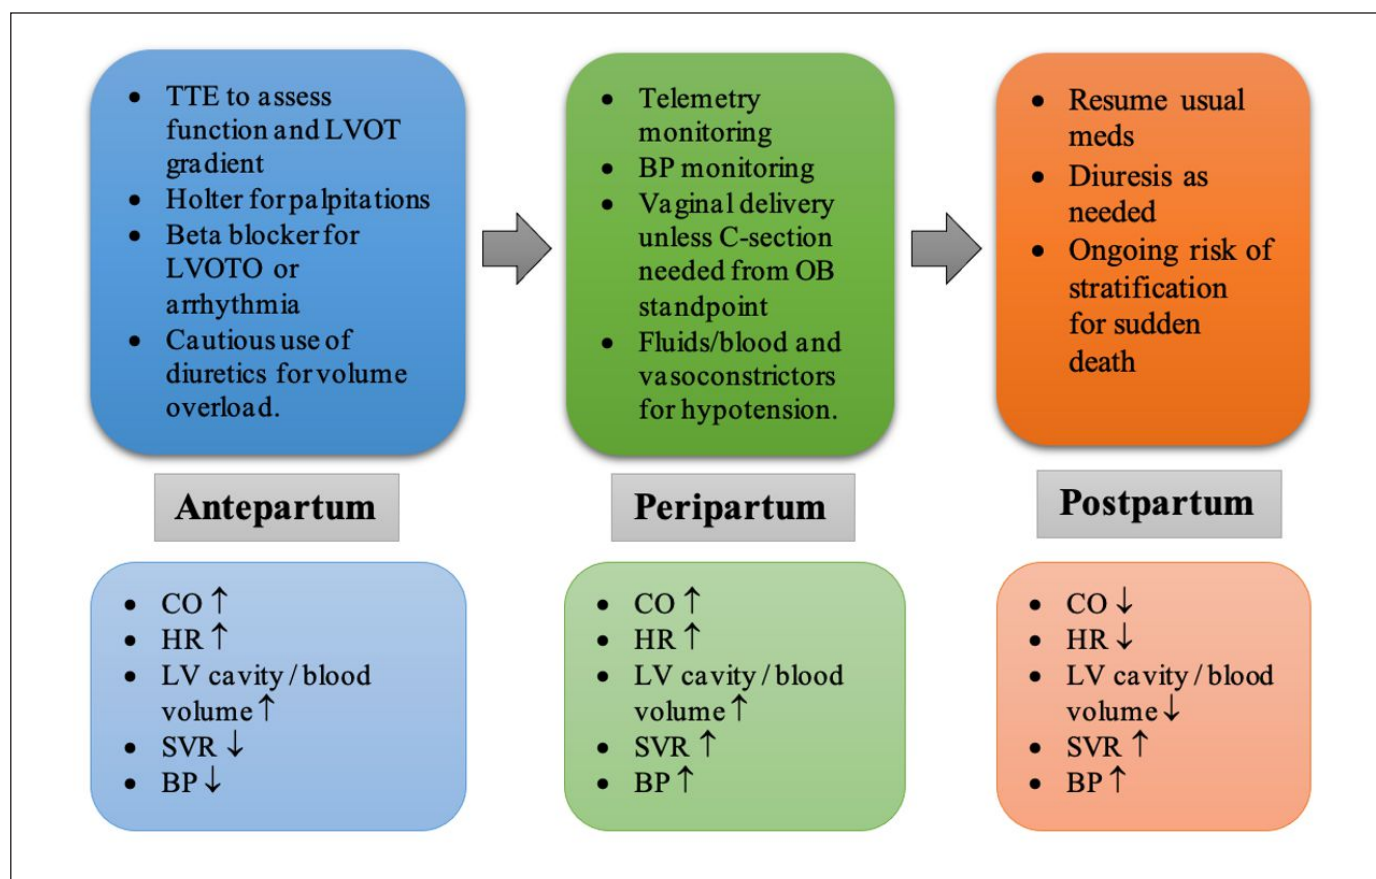 • TTE to assess
function and LVOT
gradient
• Holter for palpitations
• Beta blocker for
LVOTO or
arrhythmia
• Cautious use of
diuretics for volume
overload.
• Telemetry
monitoring
• BP monitoring
• Vaginal delivery
unless C-section
needed from OB
standpoint
• Fluids/blood and
vasoconstrictors
for hypotension.
• Resume usual
meds
• Diuresis as
needed
• Ongoing risk of
stratification
for sudden
death
Antepartum
Peripartum
Postpartum
• CO ↑
• HR ↑
• LV cavity / blood
volume ↑
• SVR ↓
• BP ↓
• CO ↑
• HR ↑
• LV cavity / blood
volume ↑
• SVR ↑
• BP ↑
• CO ↓
• HR ↓
• LV cavity / blood
volume ↓
• SVR ↑
• BP ↑